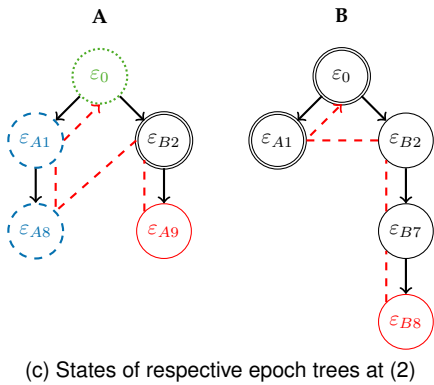 A B
ε0 ε0
εA1 εB2 εA1 εB2
εA8 εA9 εB7
εB8
(c) States of respective epoch trees at (2)